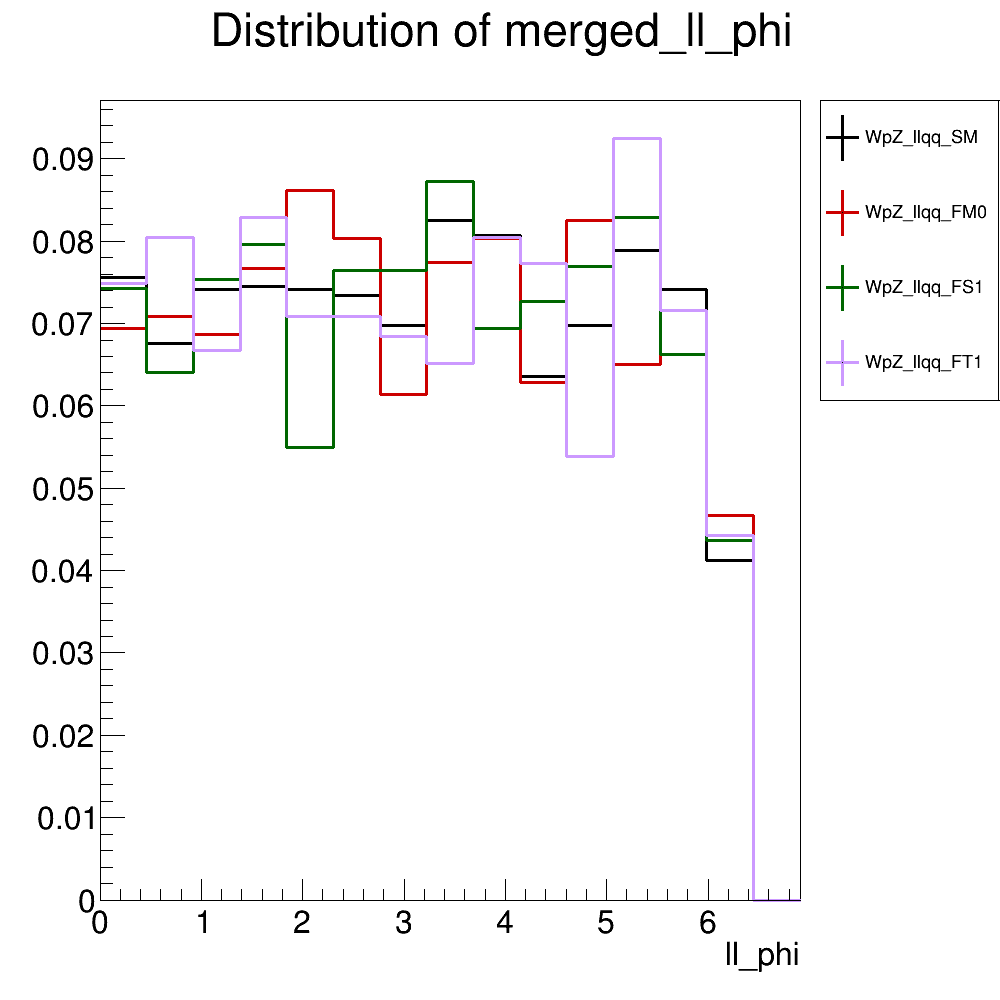 Distribution of merged_ll_phi
0.09
0.08
0.07
0.06
0.05
0.04
0.03
0.02
0.01
0
0 1 2 3 4 5 6
ll_phi
WpZ_llqq_SM
WpZ_llqq_FM0
WpZ_llqq_FS1
WpZ_llqq_FT1